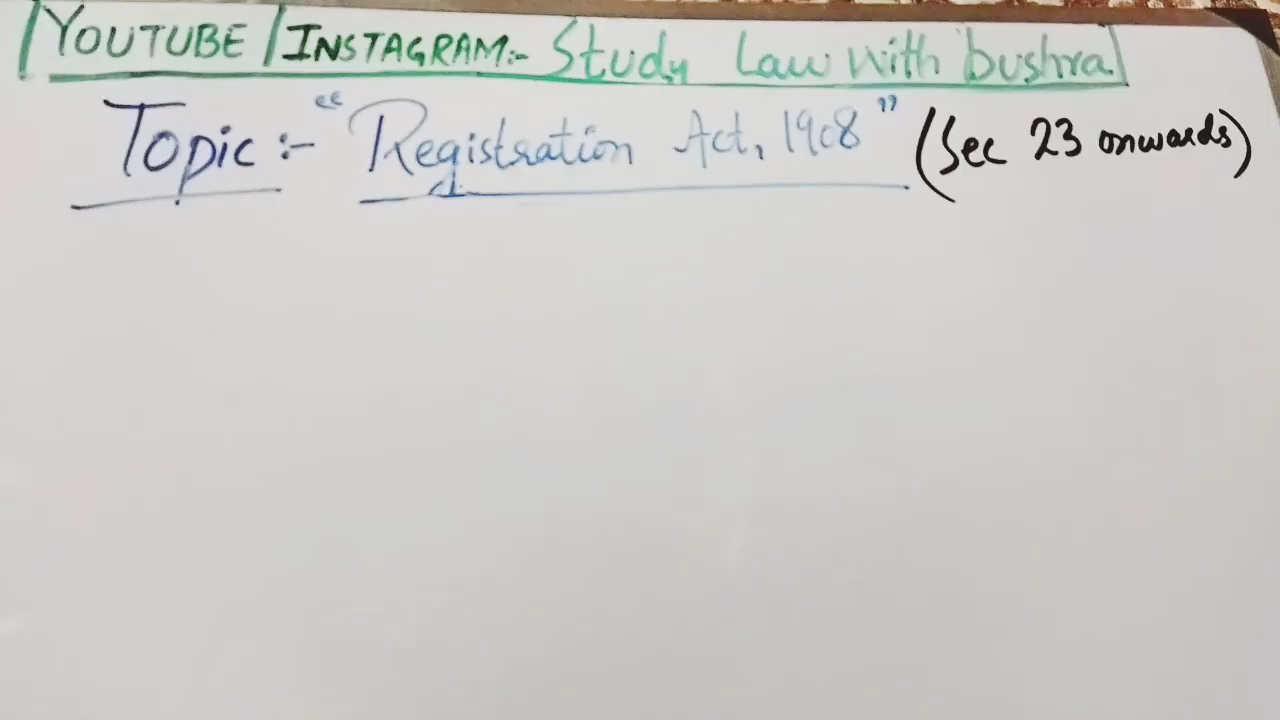 YOUTUBE / INSTAGRAM:- Study Law with bushra
Topic :- "Registration Act, 1908" (Sec 23 onwards)